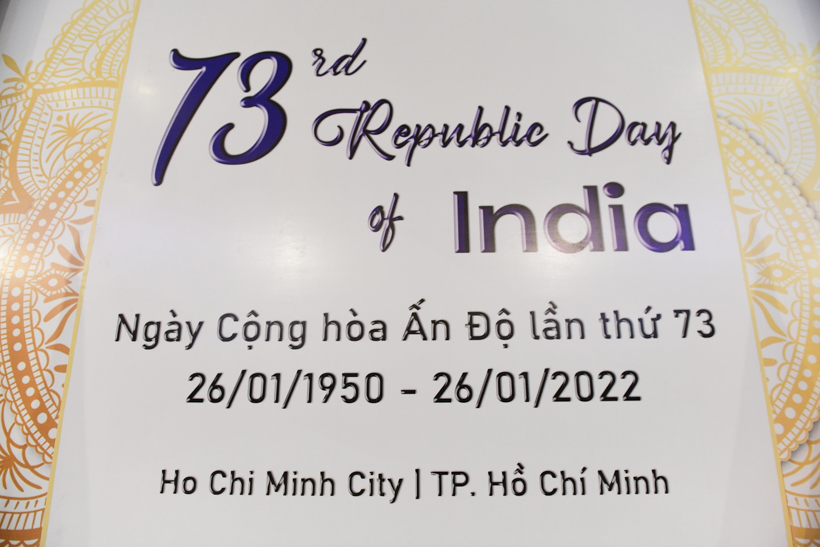 73rd
Republic Day
of India
Ngày Cộng hòa Ấn Độ lần thứ 73
26/01/1950 - 26/01/2022
Ho Chi Minh City | TP. Hồ Chí Minh